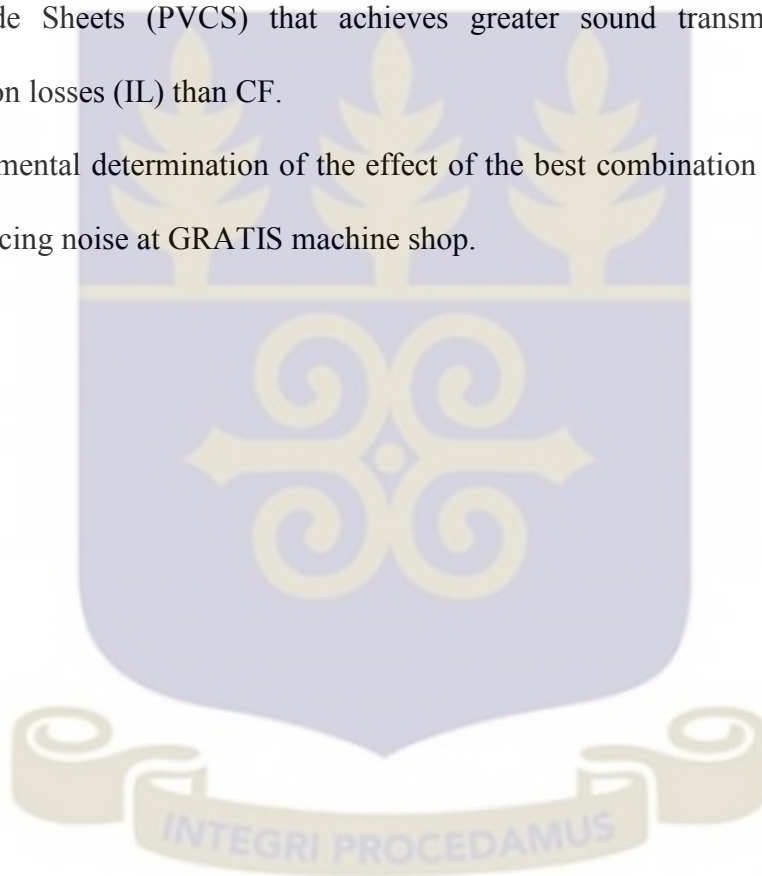 de Sheets (PVCS) that achieves greater sound transm
on losses (IL) than CF.
mental determination of the effect of the best combination
cing noise at GRATIS machine shop.
INTEGRI PROCEDAMUS